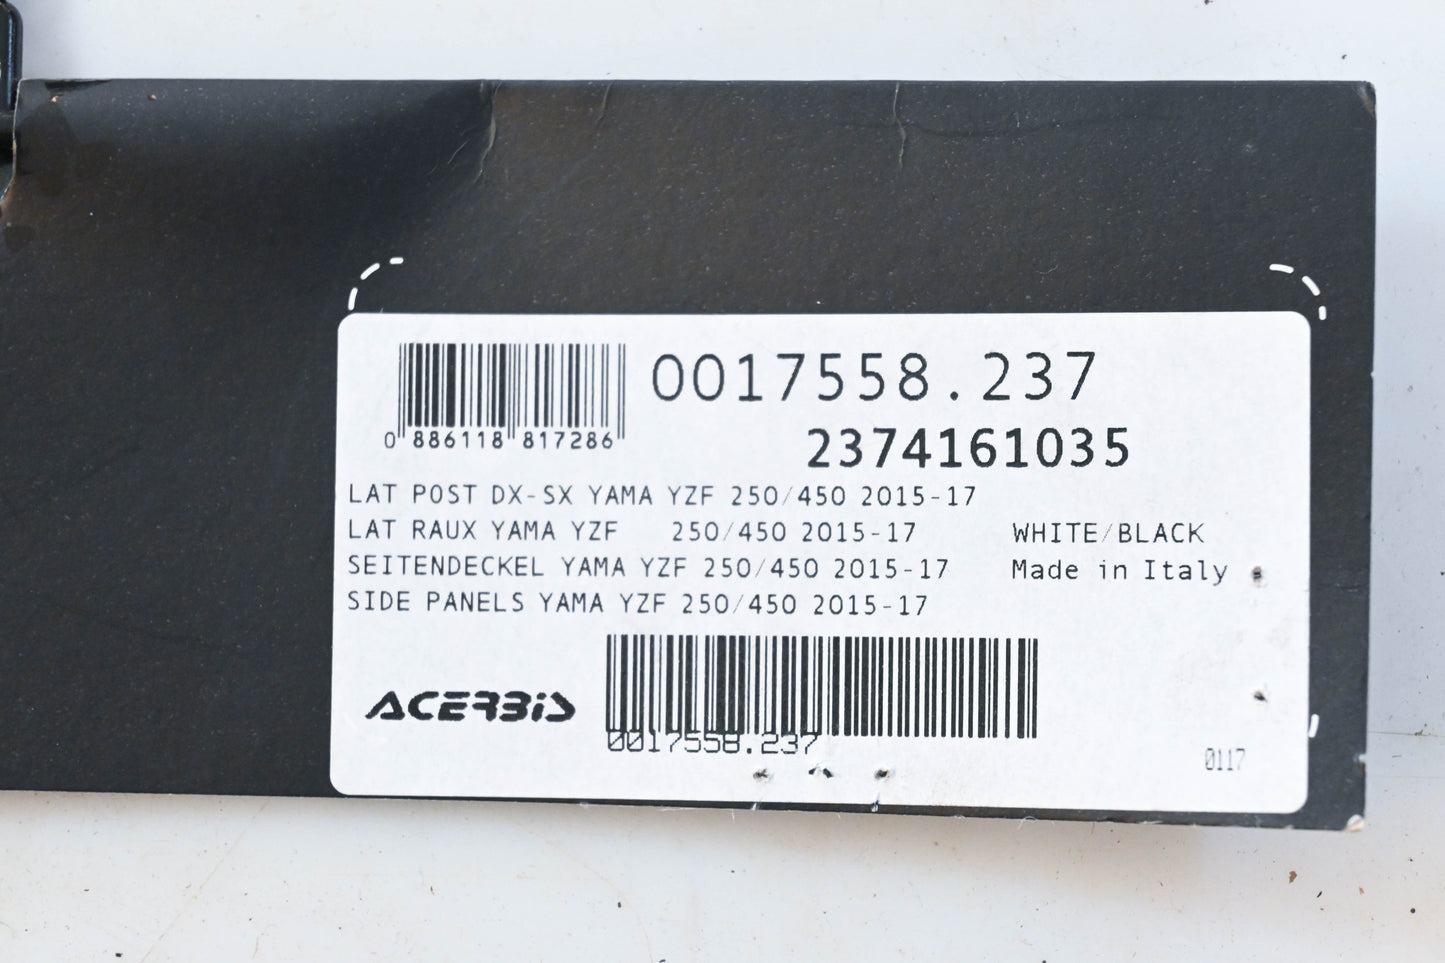 0017558.237
0 886118 817286
2374161035
LAT POST DX-SX YAMA YZF 250/450 2015-17
LAT RAUX YAMA YZF 250/450 2015-17 WHITE/BLACK
SEITENDECKEL YAMA YZF 250/450 2015-17 Made in Italy
SIDE PANELS YAMA YZF 250/450 2015-17
ACERBIS
0017558.237
0117